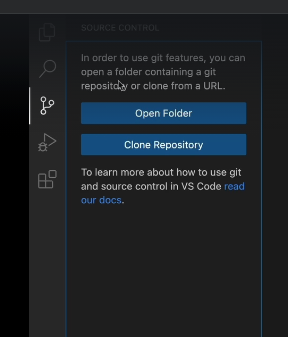 SOURCE CONTROL
In order to use git features, you can
open a folder containing a git
repository or clone from a URL.
Open Folder
Clone Repository
To learn more about how to use git
and source control in VS Code read
our docs.